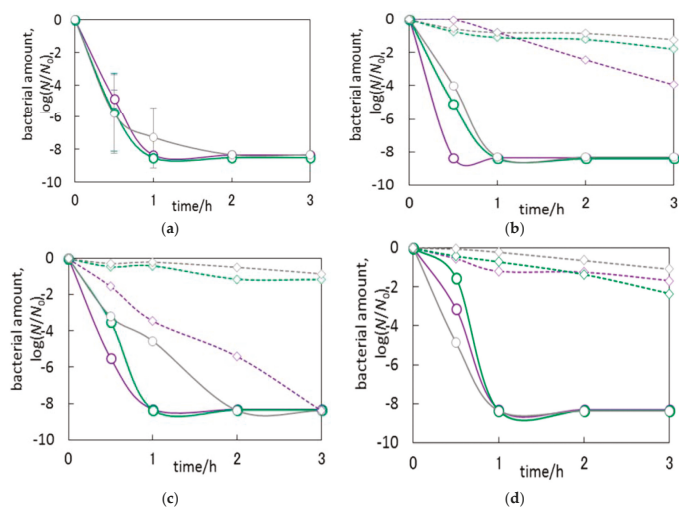 bacterial amount,
log(N/N₀),
0
-2
-4
-6
-8
-10
0 1 2 3
time/h
(a)
bacterial amount,
log(N/N₀),
0
-2
-4
-6
-8
-10
0 1 2 3
time/h
(b)
bacterial amount,
log(N/N₀),
0
-2
-4
-6
-8
-10
0 1 2 3
time/h
(c)
bacterial amount,
log(N/N₀),
0
-2
-4
-6
-8
-10
0 1 2 3
time/h
(d)